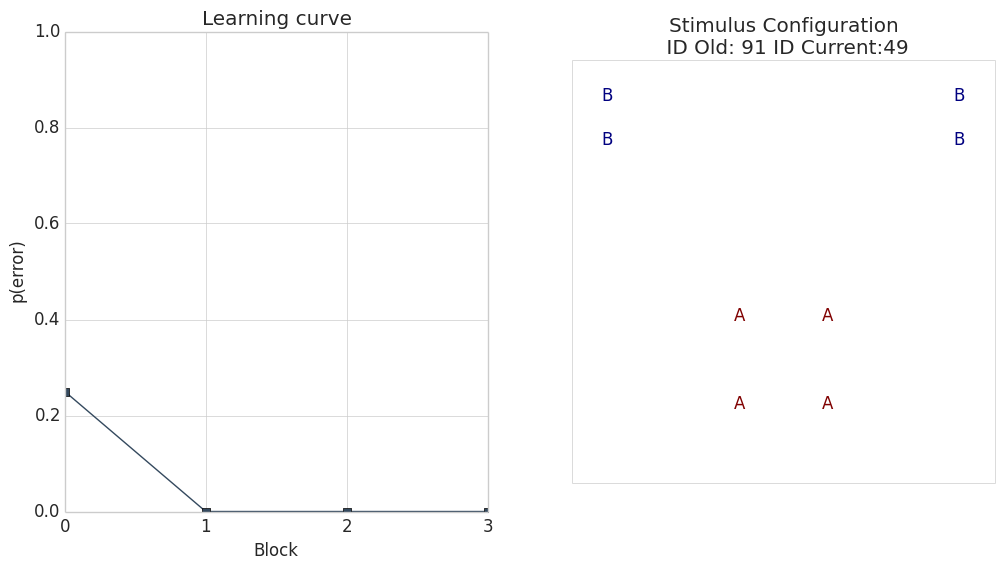 Learning curve
1.0
0.8
0.6
0.4
0.2
0.0
p(error)
0 1 2 3
Block
Stimulus Configuration
ID Old: 91 ID Current:49
B B
B B
A A
A A